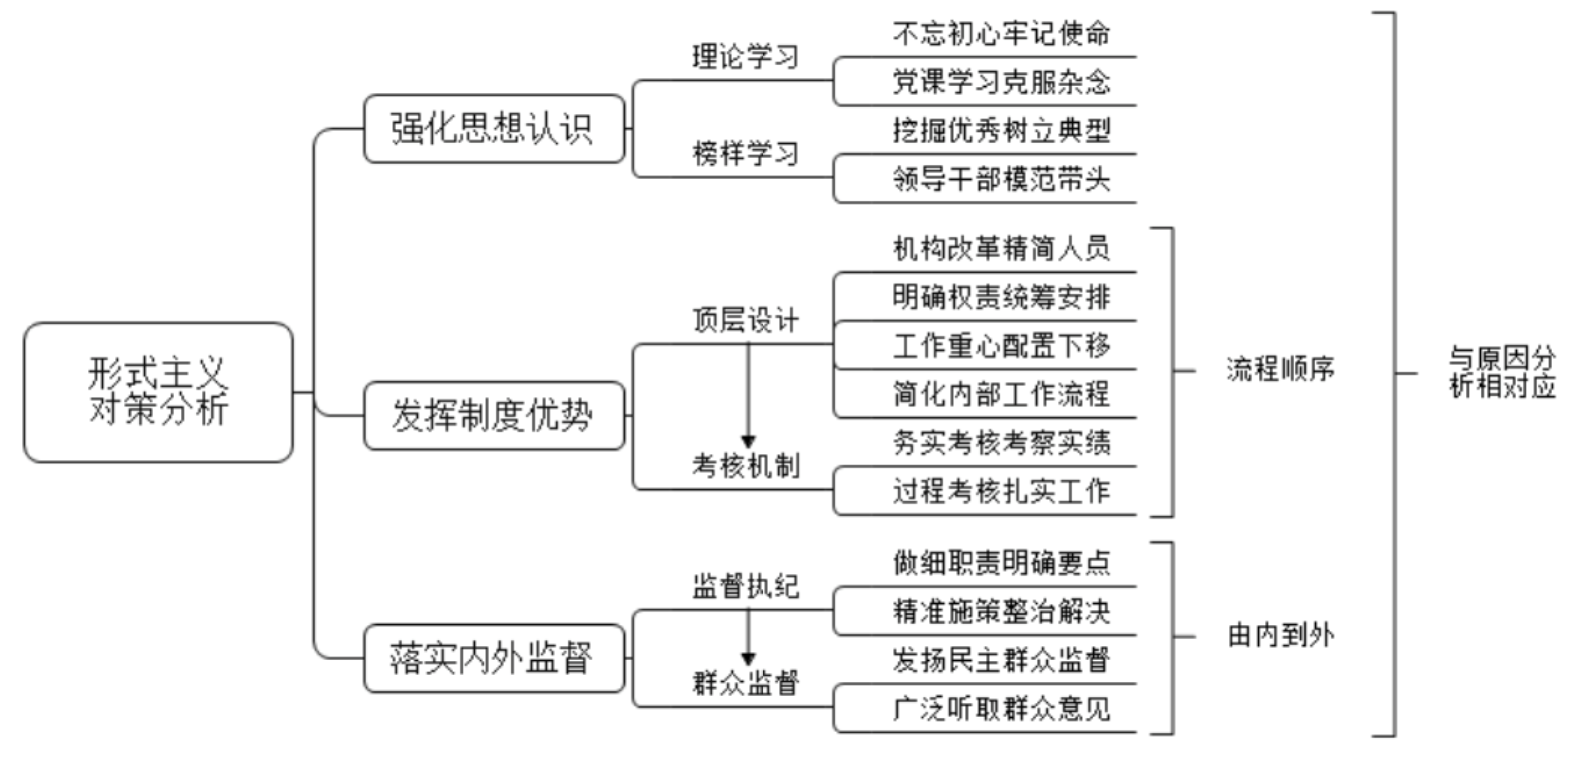 形式主义
对策分析
强化思想认识
理论学习
不忘初心牢记使命
党课学习克服杂念
榜样学习
挖掘优秀树立典型
领导干部模范带头
发挥制度优势
顶层设计
机构改革精简人员
明确权责统筹安排
工作重心配置下移
简化内部工作流程
考核机制
务实考核考察实绩
过程考核扎实工作
流程顺序
落实内外监督
监督执纪
做细职责明确要点
精准施策整治解决
群众监督
发扬民主群众监督
广泛听取群众意见
由内到外
与原因分
析相对应